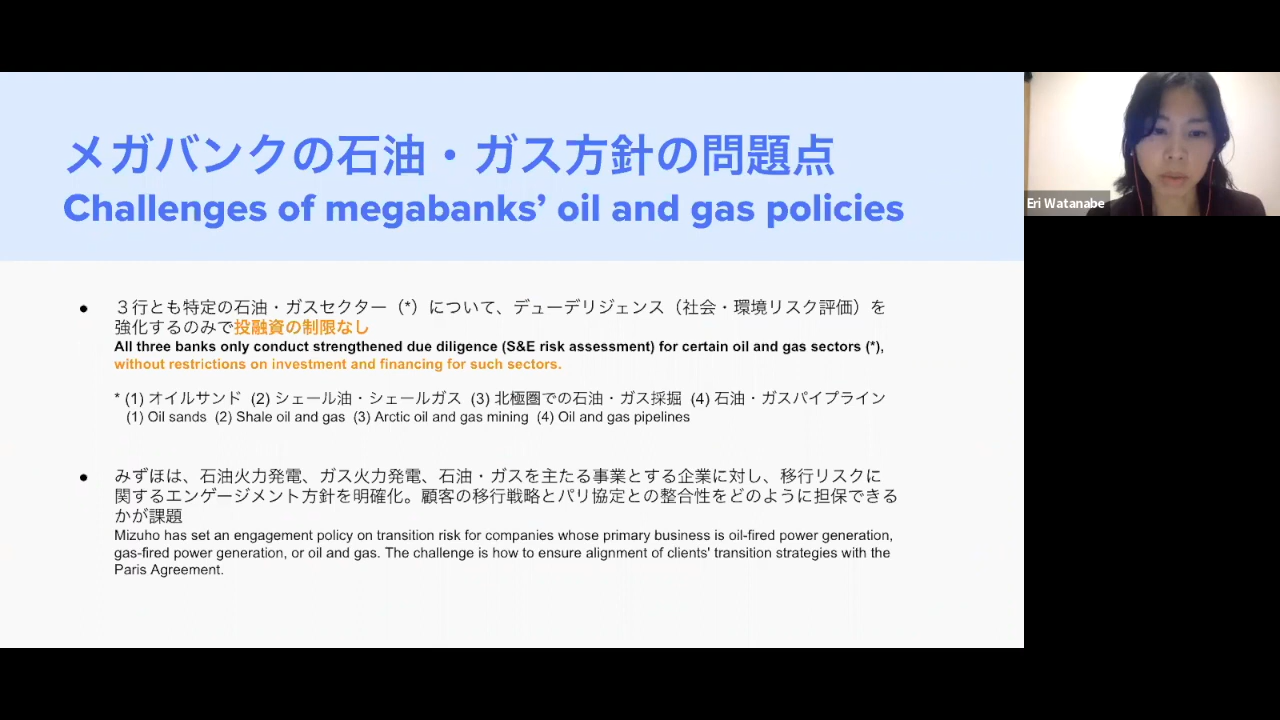 メガバンクの石油・ガス方針の問題点
Challenges of megabanks’ oil and gas policies
Eri Watanabe
● ３行とも特定の石油・ガスセクター（*）について、デューデリジェンス（社会・環境リスク評価）を
強化するのみで投融資の制限なし
All three banks only conduct strengthened due diligence (S&E risk assessment) for certain oil and gas sectors (*),
without restrictions on investment and financing for such sectors.
* (1) オイルサンド (2) シェール油・シェールガス (3) 北極圏での石油・ガス採掘 (4) 石油・ガスパイプライン
(1) Oil sands (2) Shale oil and gas (3) Arctic oil and gas mining (4) Oil and gas pipelines
● みずほは、石油火力発電、ガス火力発電、石油・ガスを主たる事業とする企業に対し、移行リスクに
関するエンゲージメント方針を明確化。顧客の移行戦略とパリ協定との整合性をどのように担保できる
かが課題
Mizuho has set an engagement policy on transition risk for companies whose primary business is oil-fired power generation,
gas-fired power generation, or oil and gas. The challenge is how to ensure alignment of clients' transition strategies with the
Paris Agreement.